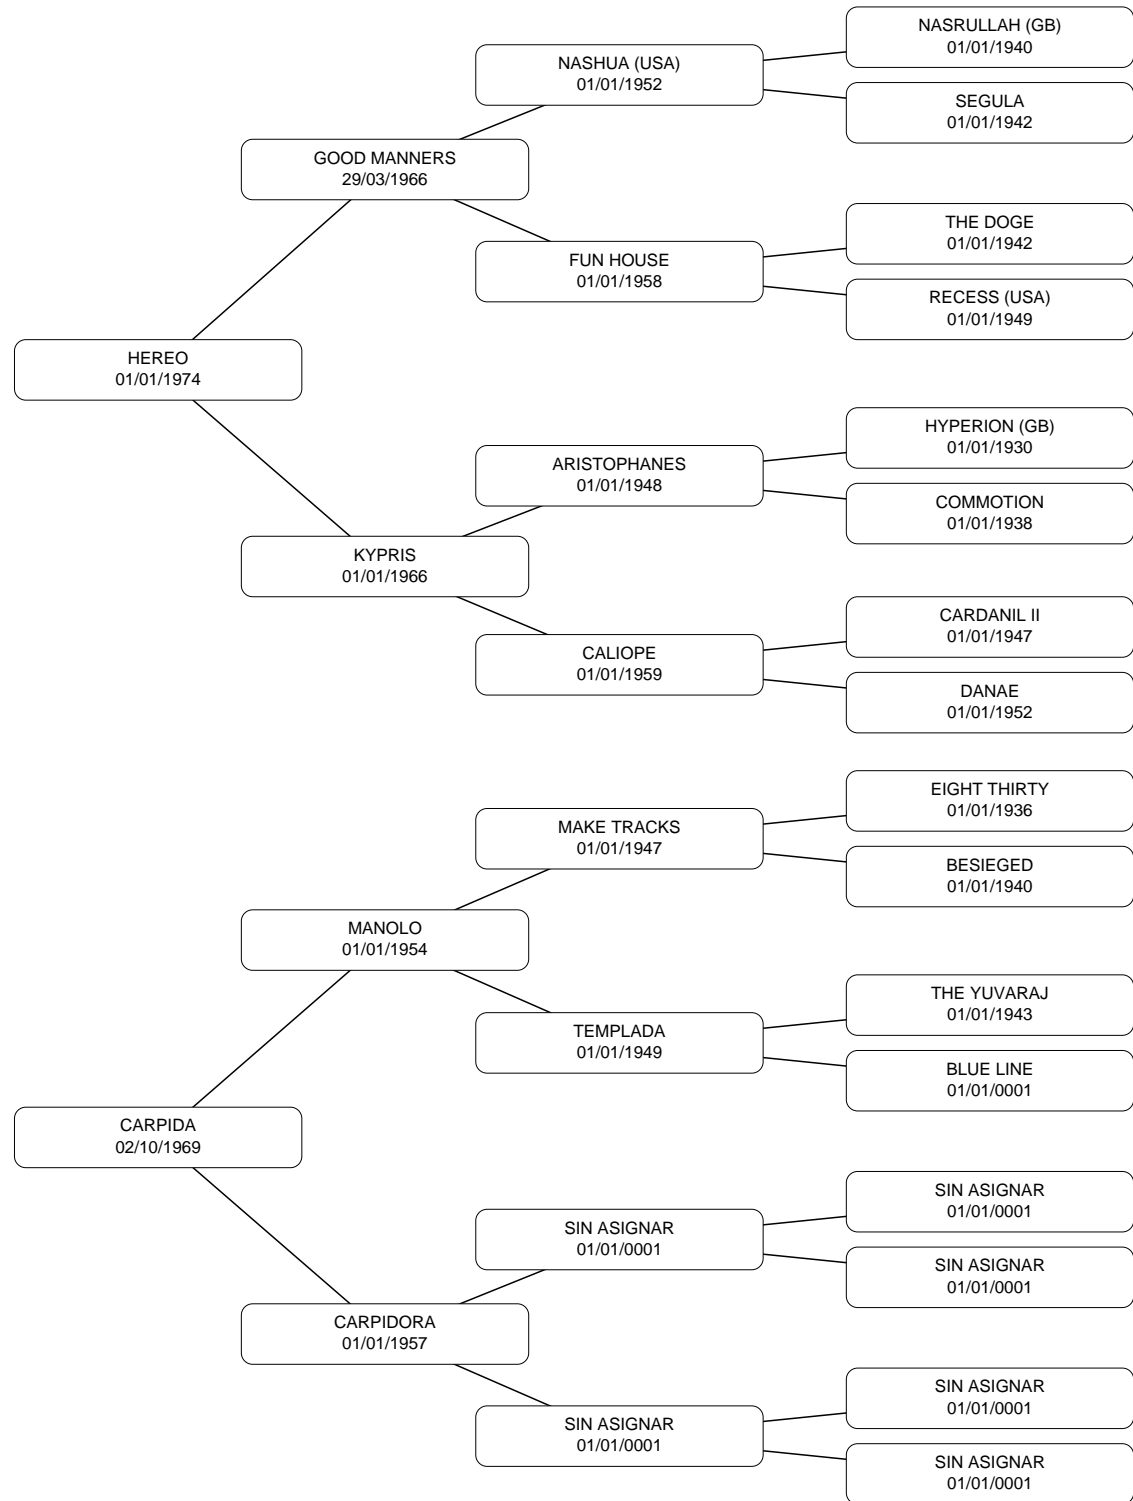 NASRULLAH (GB)
01/01/1940
NASHUA (USA)
01/01/1952
SEGULA
01/01/1942
GOOD MANNERS
29/03/1966
THE DOGE
01/01/1942
FUN HOUSE
01/01/1958
RECESS (USA)
01/01/1949
HEREO
01/01/1974
HYPERION (GB)
01/01/1930
ARISTOPHANES
01/01/1948
COMMOTION
01/01/1938
KYPRIS
01/01/1966
CARDANIL II
01/01/1947
CALIOPE
01/01/1959
DANAE
01/01/1952
EIGHT THIRTY
01/01/1936
MAKE TRACKS
01/01/1947
BESIEGED
01/01/1940
MANOLO
01/01/1954
THE YUVARAJ
01/01/1943
TEMPLADA
01/01/1949
BLUE LINE
01/01/0001
CARPIDA
02/10/1969
SIN ASIGNAR
01/01/0001
SIN ASIGNAR
01/01/0001
SIN ASIGNAR
01/01/0001
CARPIDORA
01/01/1957
SIN ASIGNAR
01/01/0001
SIN ASIGNAR
01/01/0001
SIN ASIGNAR
01/01/0001